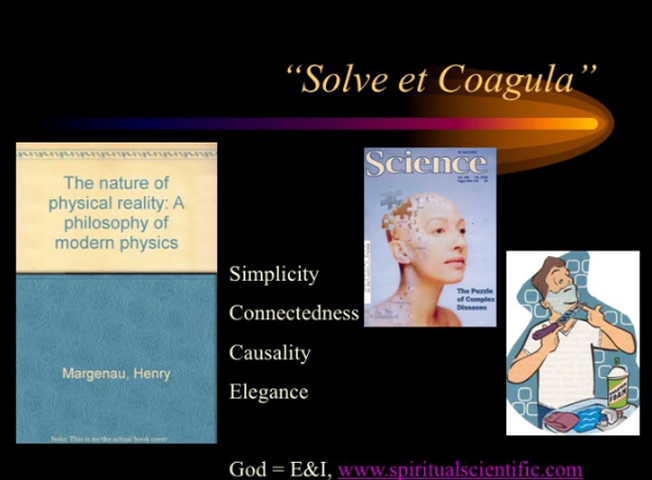 “Solve et Coagula”
The nature of
physical reality: A
philosophy of
modern physics
Margenau, Henry
Note: This is not the actual book cover
Science
The Puzzle
of Complex
Diseases
Simplicity
Connectedness
Causality
Elegance
FOAM
God = E&I, www.spiritualscientific.com